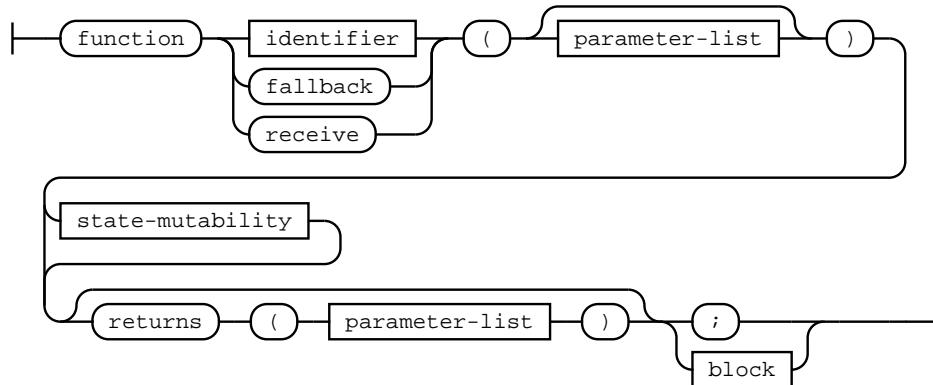 function identifier ( parameter-list )
fallback
receive
state-mutability
returns ( parameter-list ) ;
block